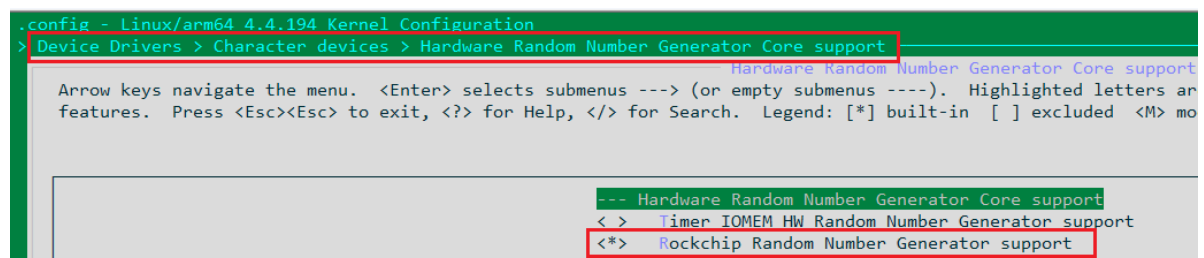 .config - Linux/arm64 4.4.194 Kernel Configuration
> Device Drivers > Character devices > Hardware Random Number Generator Core support
Hardware Random Number Generator Core support
Arrow keys navigate the menu.  <Enter> selects submenus ---> (or empty submenus ----).  Highlighted letters ar
features.  Press <Esc><Esc> to exit, <?> for Help, </> for Search.  Legend: [*] built-in  [ ] excluded  <M> mo
--- Hardware Random Number Generator Core support
< >   Timer IOMEM HW Random Number Generator support
<*>   Rockchip Random Number Generator support